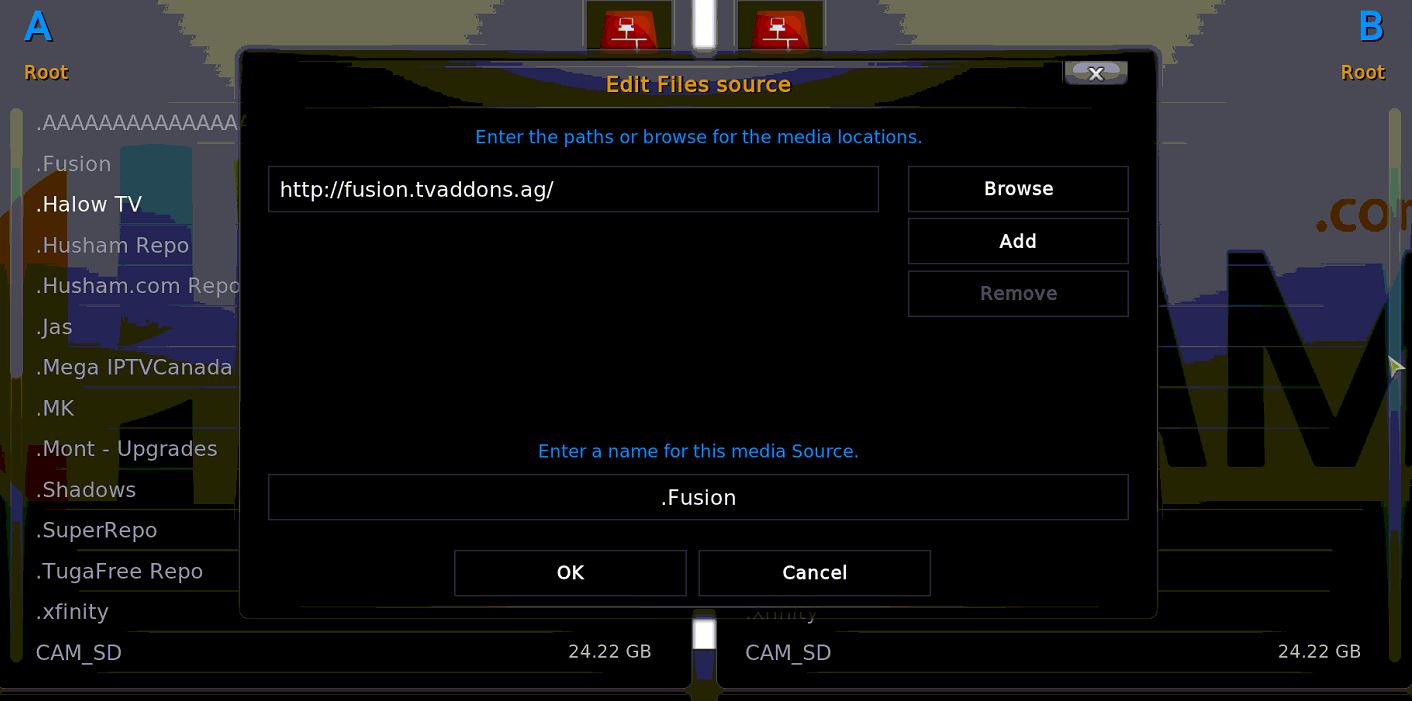 A
B
Root
Root
Edit Files source
X
Enter the paths or browse for the media locations.
http://fusion.tvaddons.ag/
Browse
Add
Remove
Enter a name for this media Source.
.Fusion
OK
Cancel
.AAAAAAAAAAAAAA
.Fusion
.Halow TV
.Husham Repo
.Husham.com Repo
.Jas
.Mega IPTVCanada
.MK
.Mont - Upgrades
.Shadows
.SuperRepo
.TugaFree Repo
.xfinity
CAM_SD
24.22 GB
.xfinity
CAM_SD
24.22 GB
.co
AM